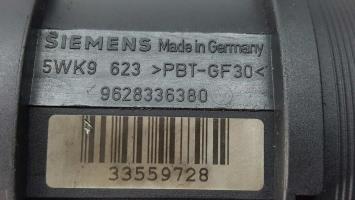 SIEMENS Made in Germany
5WK9 623 >PBT-GF30<
9628336380
33559728